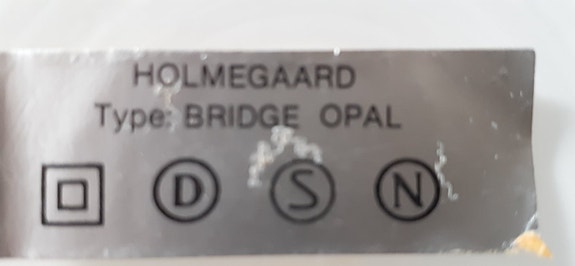 HOLMEGAARD
Type: BRIDGE OPAL
D S N